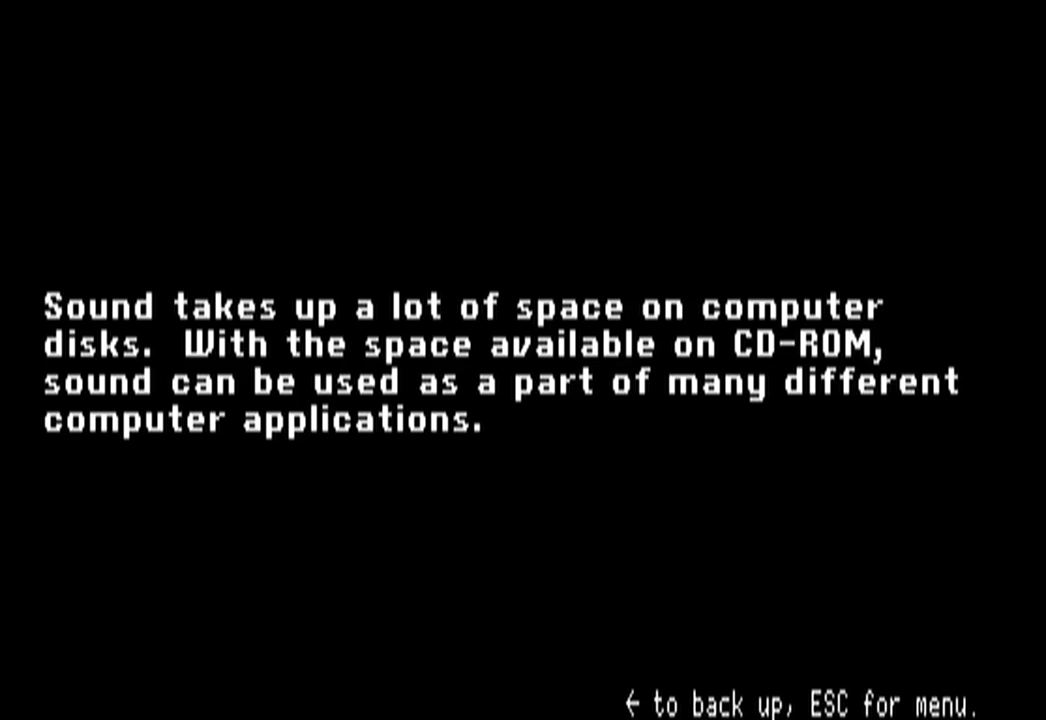 Sound takes up a lot of space on computer
disks.  With the space available on CD-ROM,
sound can be used as a part of many different
computer applications.
← to back up, ESC for menu.